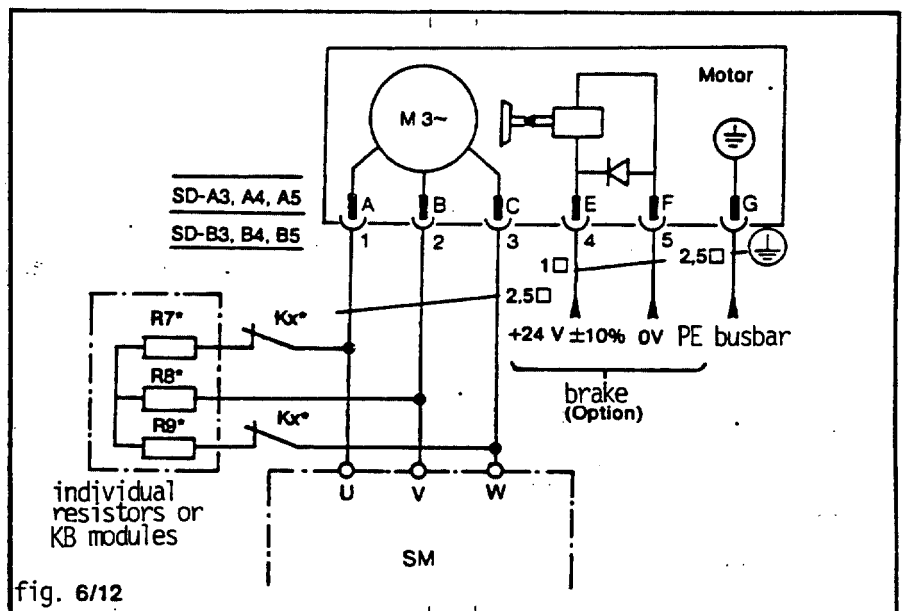 Motor
M 3~
SD-A3, A4, A5
SD-B3, B4, B5
A B C E F G
1 2 3 4 5
1□
2,5□
2,5□
R7*
Kx*
+24 V ±10% 0V PE busbar
R8*
brake
(Option)
Kx*
R9*
individual
resistors or
KB modules
U V W
SM
fig. 6/12